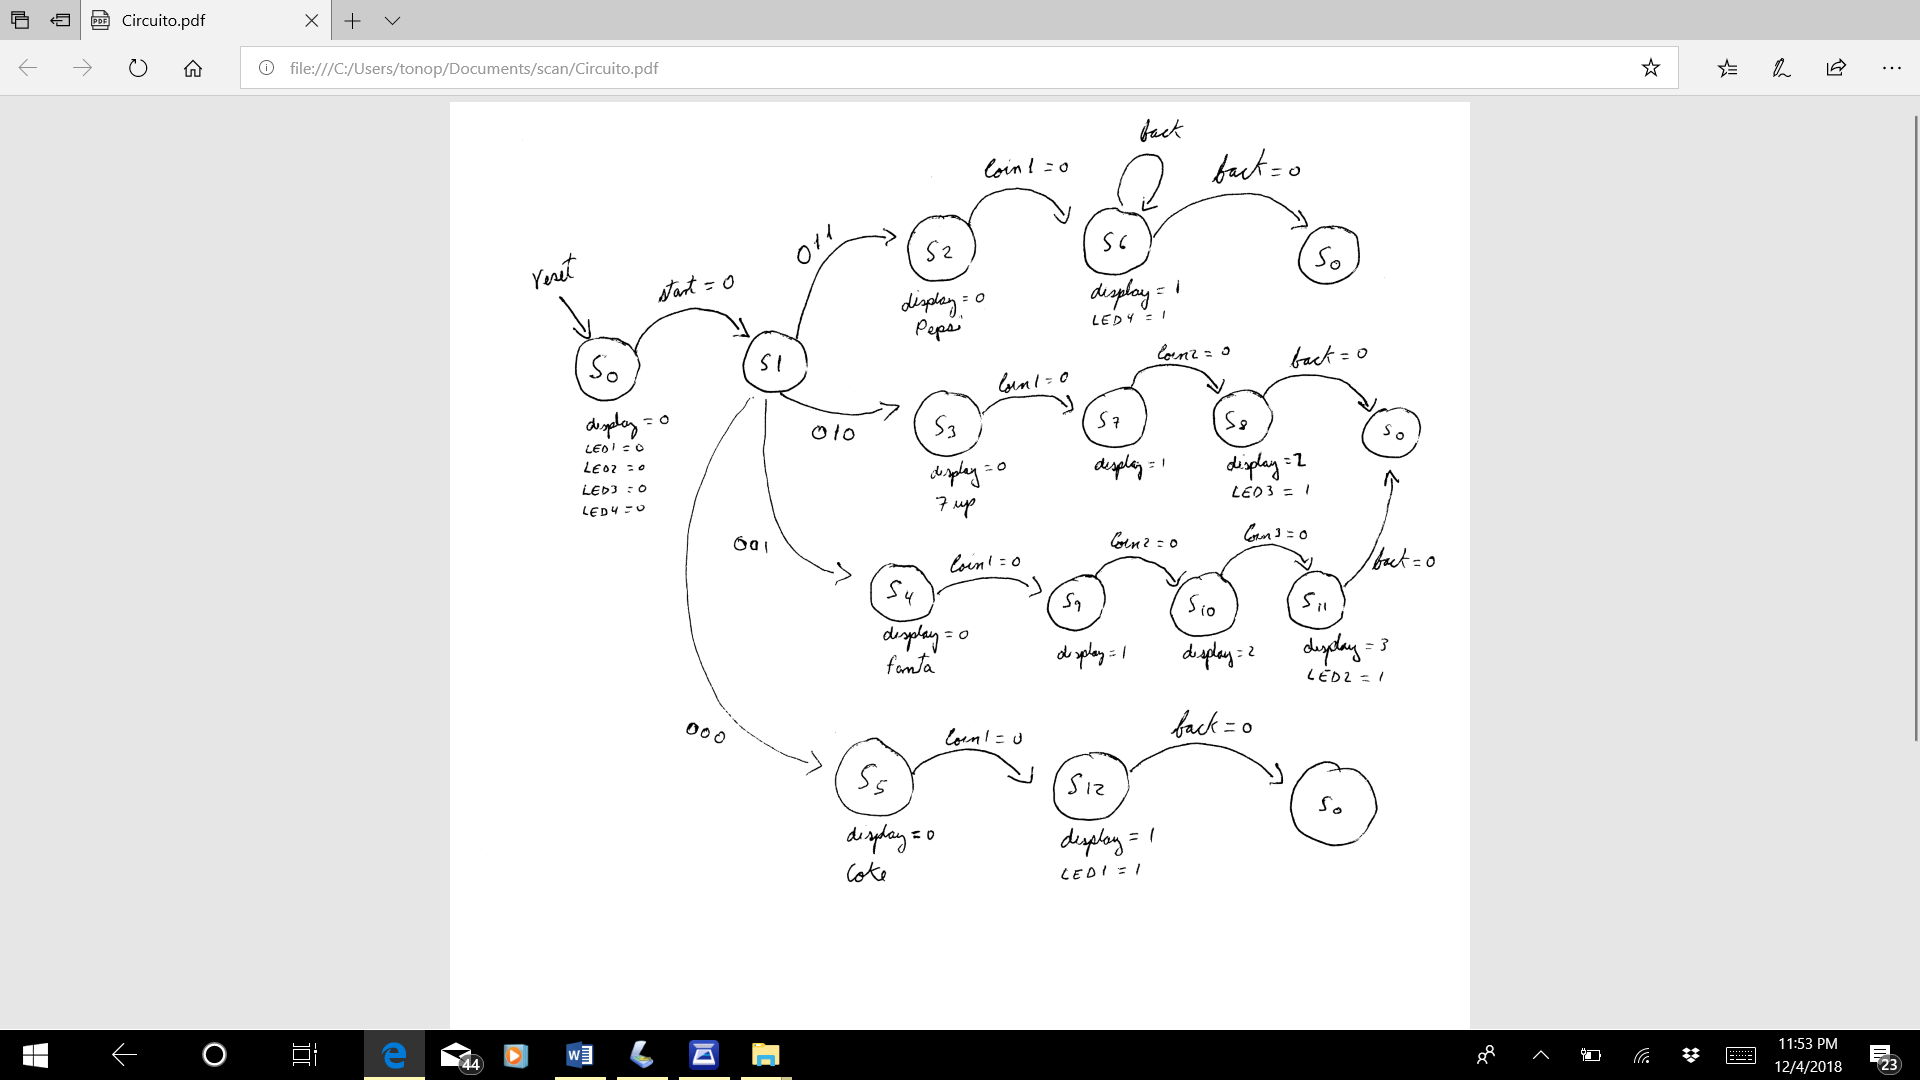 Circuito.pdf
file:///C:/Users/tonop/Documents/scan/Circuito.pdf
back
Coin1 = 0
back = 0
011
S2
S6
S0
reset
start = 0
display = 0
Pepsi
display = 1
LED4 = 1
S0
S1
Coin1 = 0
Coin2 = 0
back = 0
010
S3
S7
S8
S0
display = 0
LED1 = 0
LED2 = 0
LED3 = 0
LED4 = 0
display = 0
7 up
display = 1
display = 2
LED3 = 1
001
Coin1 = 0
Coin2 = 0
Coin3 = 0
back = 0
S4
S9
S10
S11
display = 0
fanta
display = 1
display = 2
display = 3
LED2 = 1
000
Coin1 = 0
back = 0
S5
S12
S0
display = 0
Coke
display = 1
LED1 = 1
44
11:53 PM
12/4/2018
23